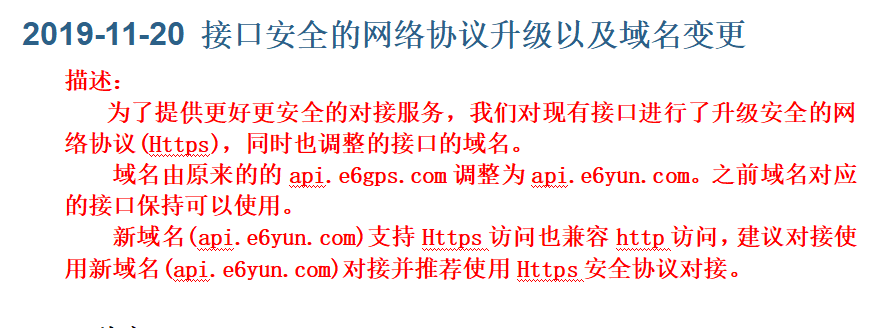 2019-11-20 接口安全的网络协议升级以及域名变更
描述：
为了提供更好更安全的对接服务，我们对现有接口进行了升级安全的网
络协议(Https)，同时也调整的接口的域名。
域名由原来的的 api.e6gps.com 调整为 api.e6yun.com。之前域名对应
的接口保持可以使用。
新域名(api.e6yun.com)支持 Https 访问也兼容 http 访问，建议对接使
用新域名(api.e6yun.com)对接并推荐使用 Https 安全协议对接。